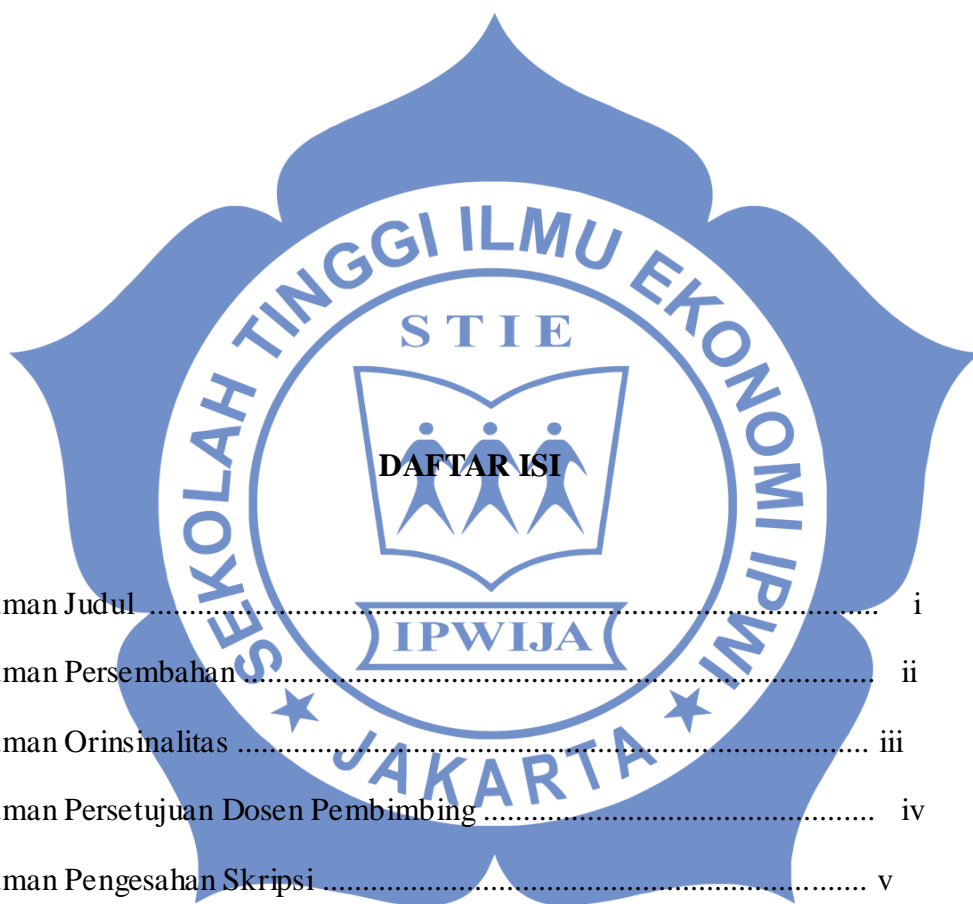 SEKOLAH TINGGI ILMU EKONOMI IPWI
STIE
DAFTAR ISI
man Judul ........................................................................................... i
IPWIJA
man Persembahan ............................................................................... ii
man Orinsinalitas ............................................................................... iii
JAKARTA
man Persetujuan Dosen Pembimbing ................................................. iv
man Pengesahan Skripsi .................................................................... v